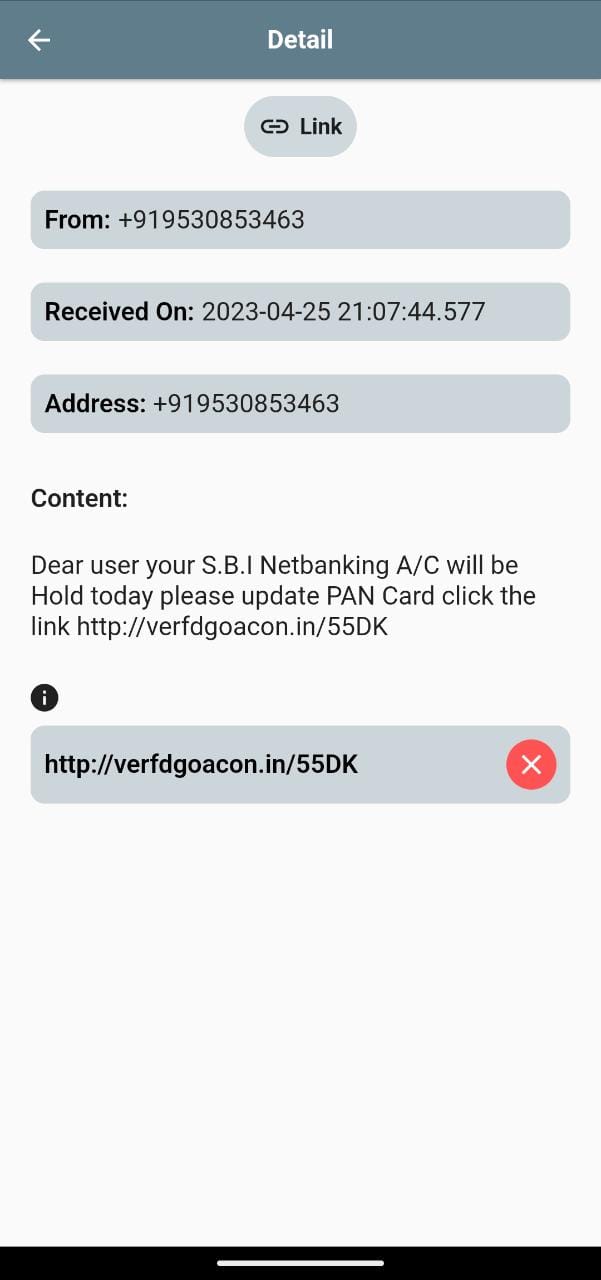 Detail
Link
From: +919530853463
Received On: 2023-04-25 21:07:44.577
Address: +919530853463
Content:
Dear user your S.B.I Netbanking A/C will be
Hold today please update PAN Card click the
link http://verfdgoacon.in/55DK
http://verfdgoacon.in/55DK